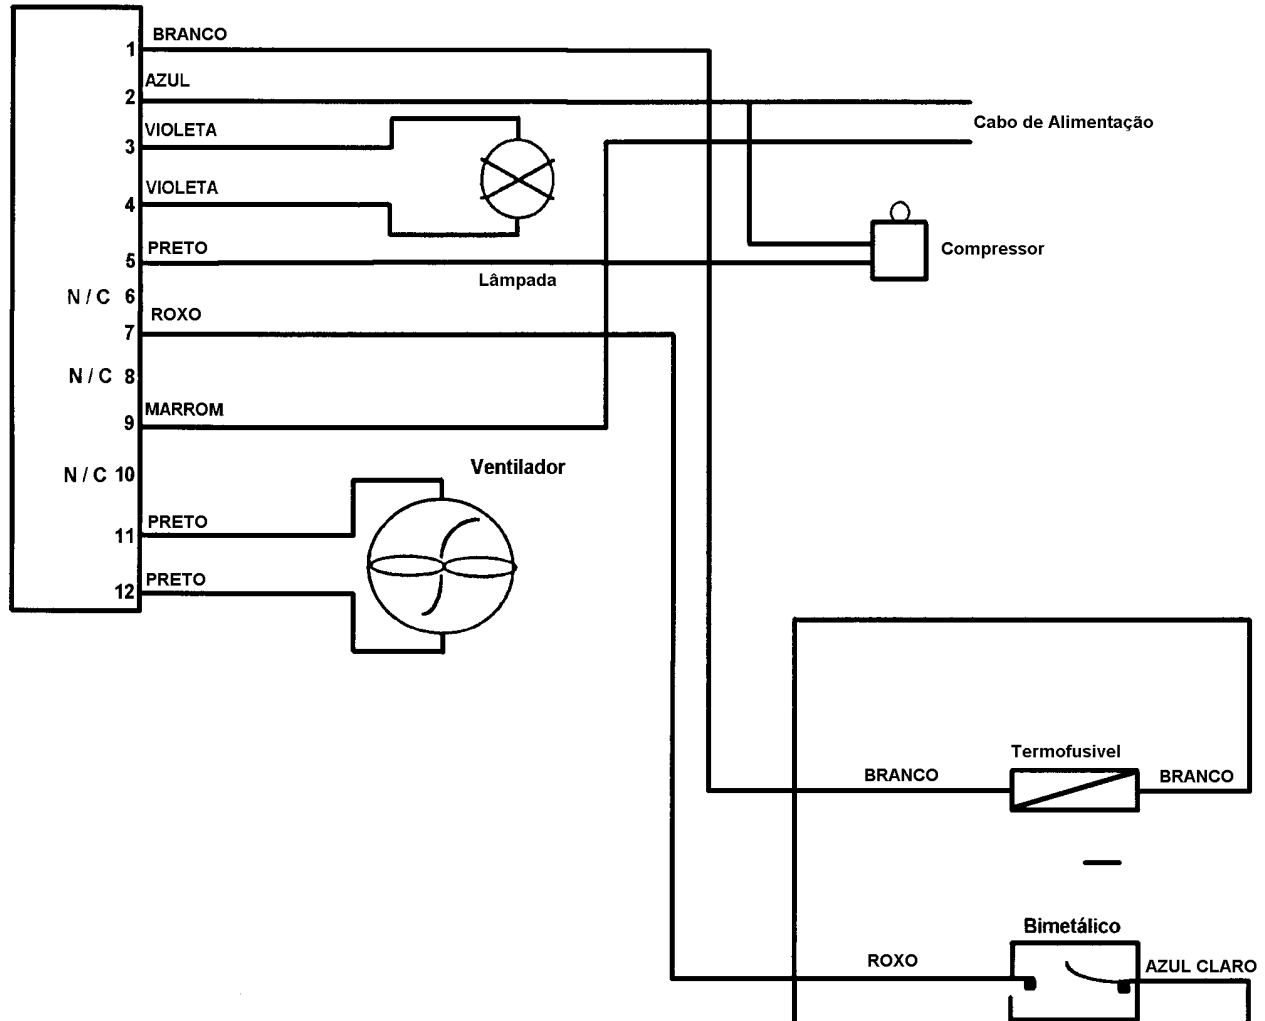 1 BRANCO
2 AZUL
Cabo de Alimentação
3 VIOLETA
4 VIOLETA
5 PRETO
Compressor
Lâmpada
N / C 6
7 ROXO
N / C 8
9 MARROM
Ventilador
N / C 10
11 PRETO
12 PRETO
Termofusivel
BRANCO
BRANCO
Bimetálico
ROXO
AZUL CLARO